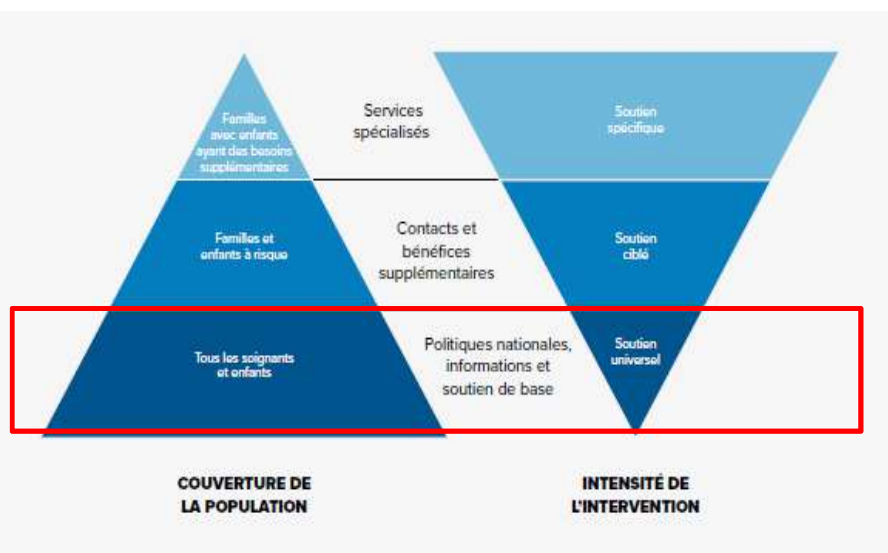 Familles
avec enfants
ayant des besoins
supplémentaires
Services
spécialisés
Soutien
spécifique
Familles et
enfants à risque
Contacts et
bénéfices
supplémentaires
Soutien
ciblé
Tous les soignants
et enfants
Politiques nationales,
informations et
soutien de base
Soutien
universel
COUVERTURE DE
LA POPULATION
INTENSITÉ DE
L'INTERVENTION